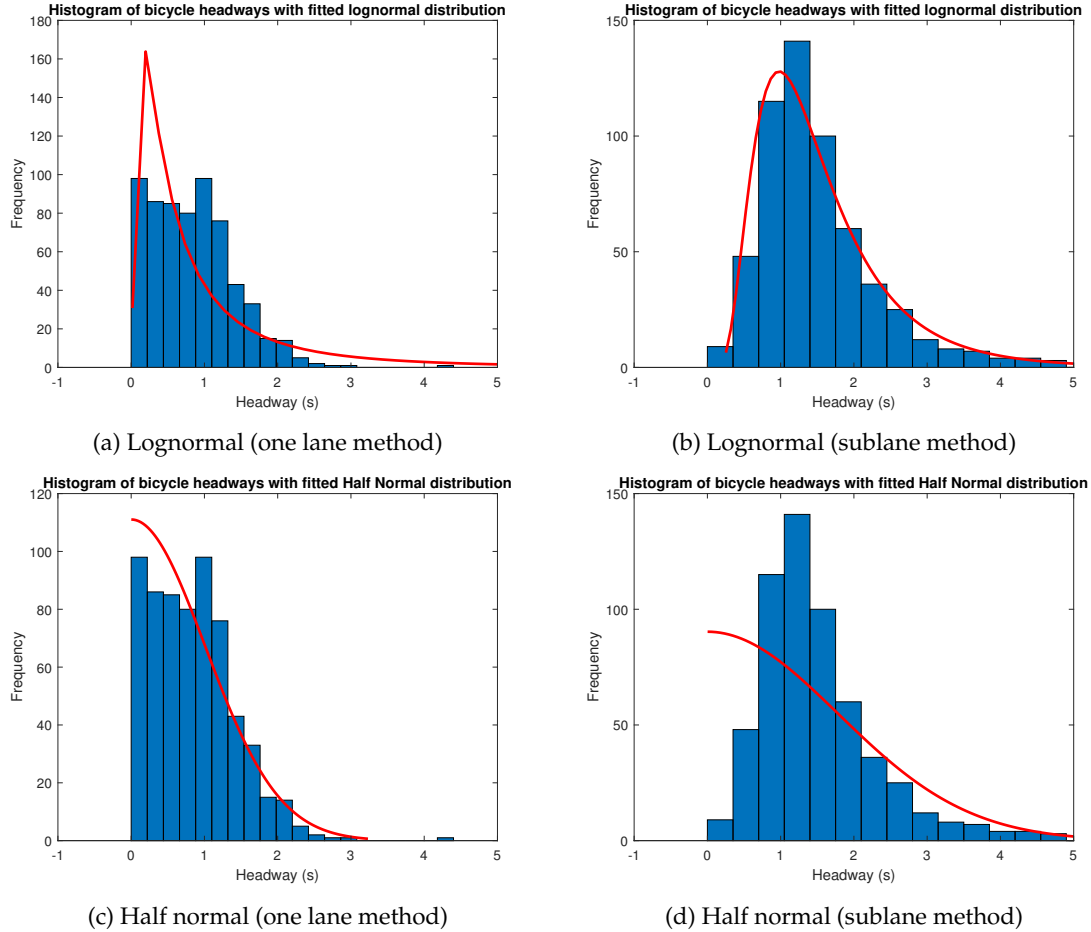 Histogram of bicycle headways with fitted lognormal distribution
180
160
140
120
100
80
60
40
20
0
Frequency
-1 0 1 2 3 4 5
Headway (s)
(a) Lognormal (one lane method)
Histogram of bicycle headways with fitted lognormal distribution
150
100
50
0
Frequency
-1 0 1 2 3 4 5
Headway (s)
(b) Lognormal (sublane method)
Histogram of bicycle headways with fitted Half Normal distribution
120
100
80
60
40
20
0
Frequency
-1 0 1 2 3 4 5
Headway (s)
(c) Half normal (one lane method)
Histogram of bicycle headways with fitted Half Normal distribution
150
100
50
0
Frequency
-1 0 1 2 3 4 5
Headway (s)
(d) Half normal (sublane method)